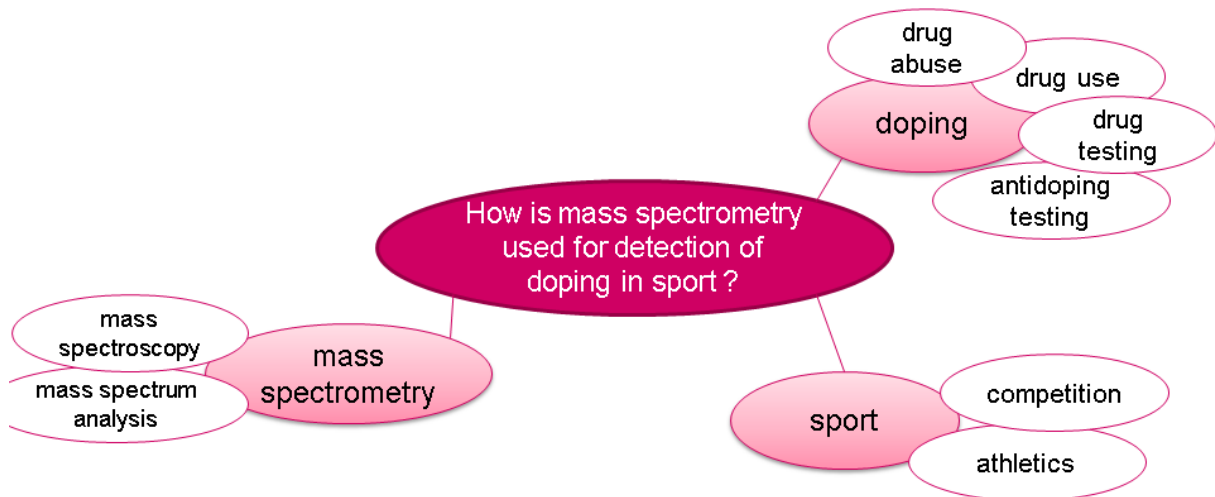 drug
abuse
drug use
doping
drug
testing
antidoping
testing
How is mass spectrometry
used for detection of
doping in sport ?
mass
spectroscopy
mass spectrum
analysis
mass
spectrometry
competition
sport
athletics